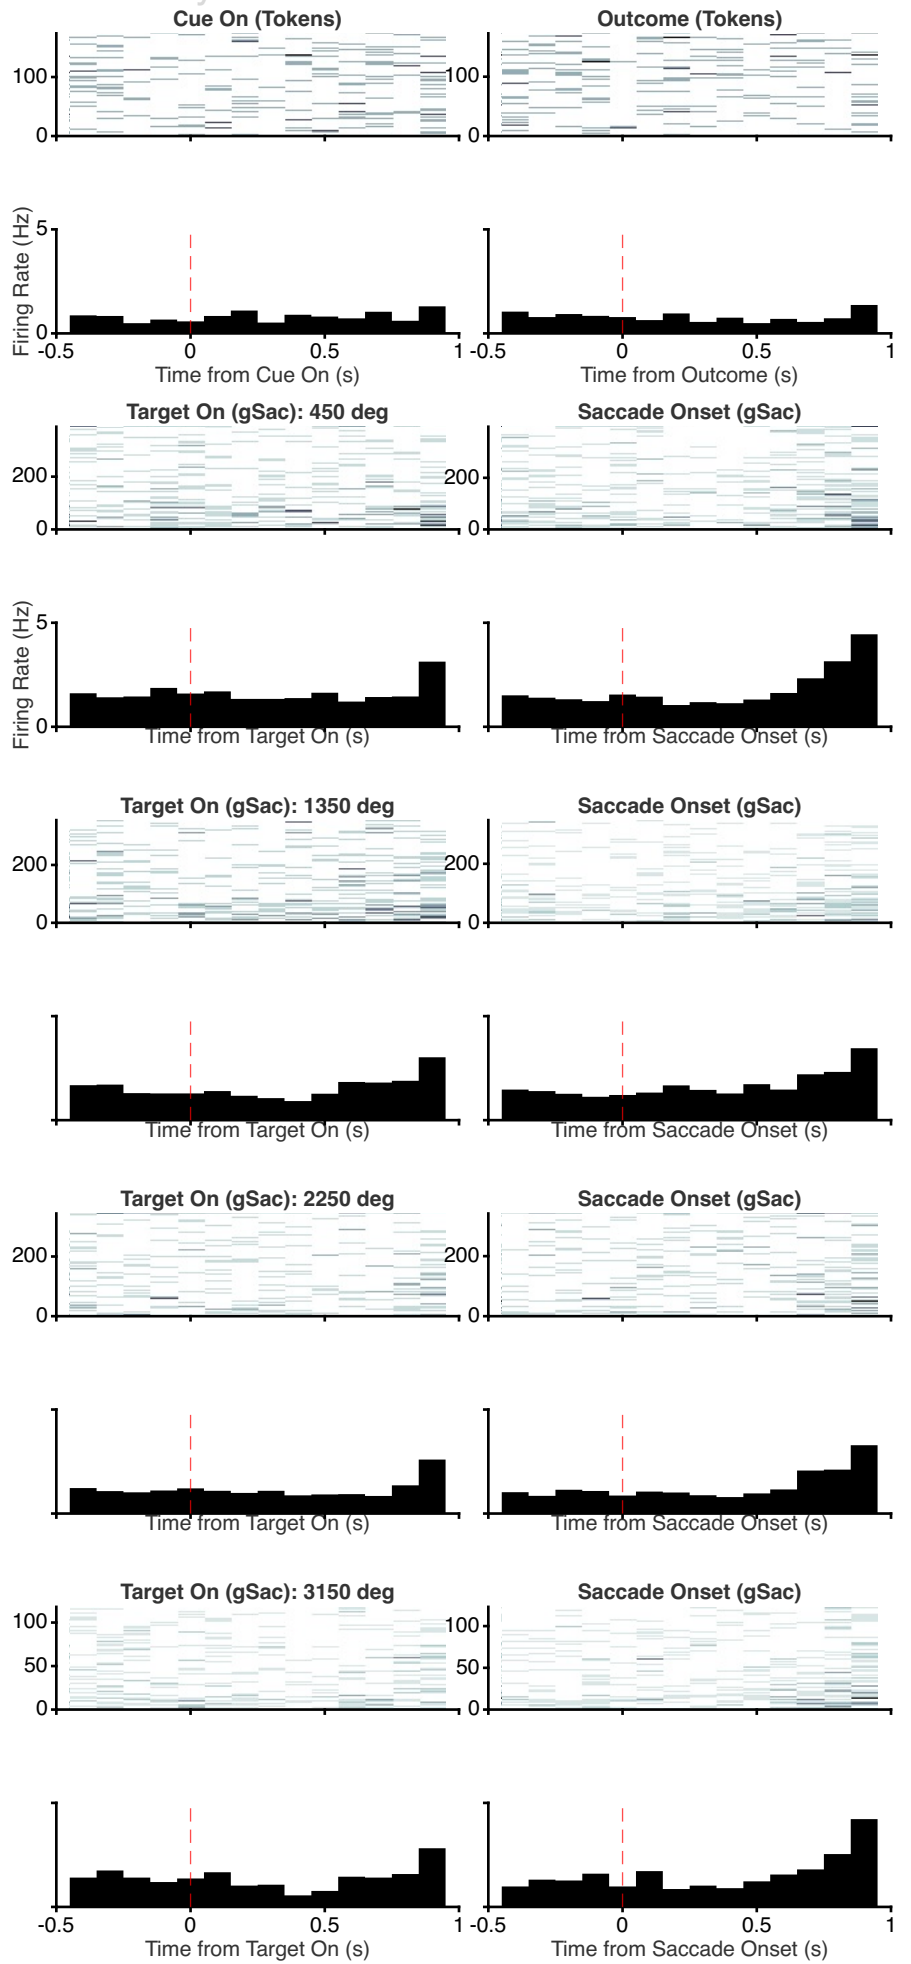 Cue On (Tokens) Outcome (Tokens)
100 100
0 0
Firing Rate (Hz)
5
0
-0.5 0 0.5 1 -0.5 0 0.5 1
Time from Cue On (s) Time from Outcome (s)
Target On (gSac): 450 deg Saccade Onset (gSac)
200 200
0 0
Firing Rate (Hz)
5
0
Time from Target On (s) Time from Saccade Onset (s)
Target On (gSac): 1350 deg Saccade Onset (gSac)
200 200
0 0
Time from Target On (s) Time from Saccade Onset (s)
Target On (gSac): 2250 deg Saccade Onset (gSac)
200 200
0 0
Time from Target On (s) Time from Saccade Onset (s)
Target On (gSac): 3150 deg Saccade Onset (gSac)
100 100
50 50
0 0
-0.5 0 0.5 1 -0.5 0 0.5 1
Time from Target On (s) Time from Saccade Onset (s)